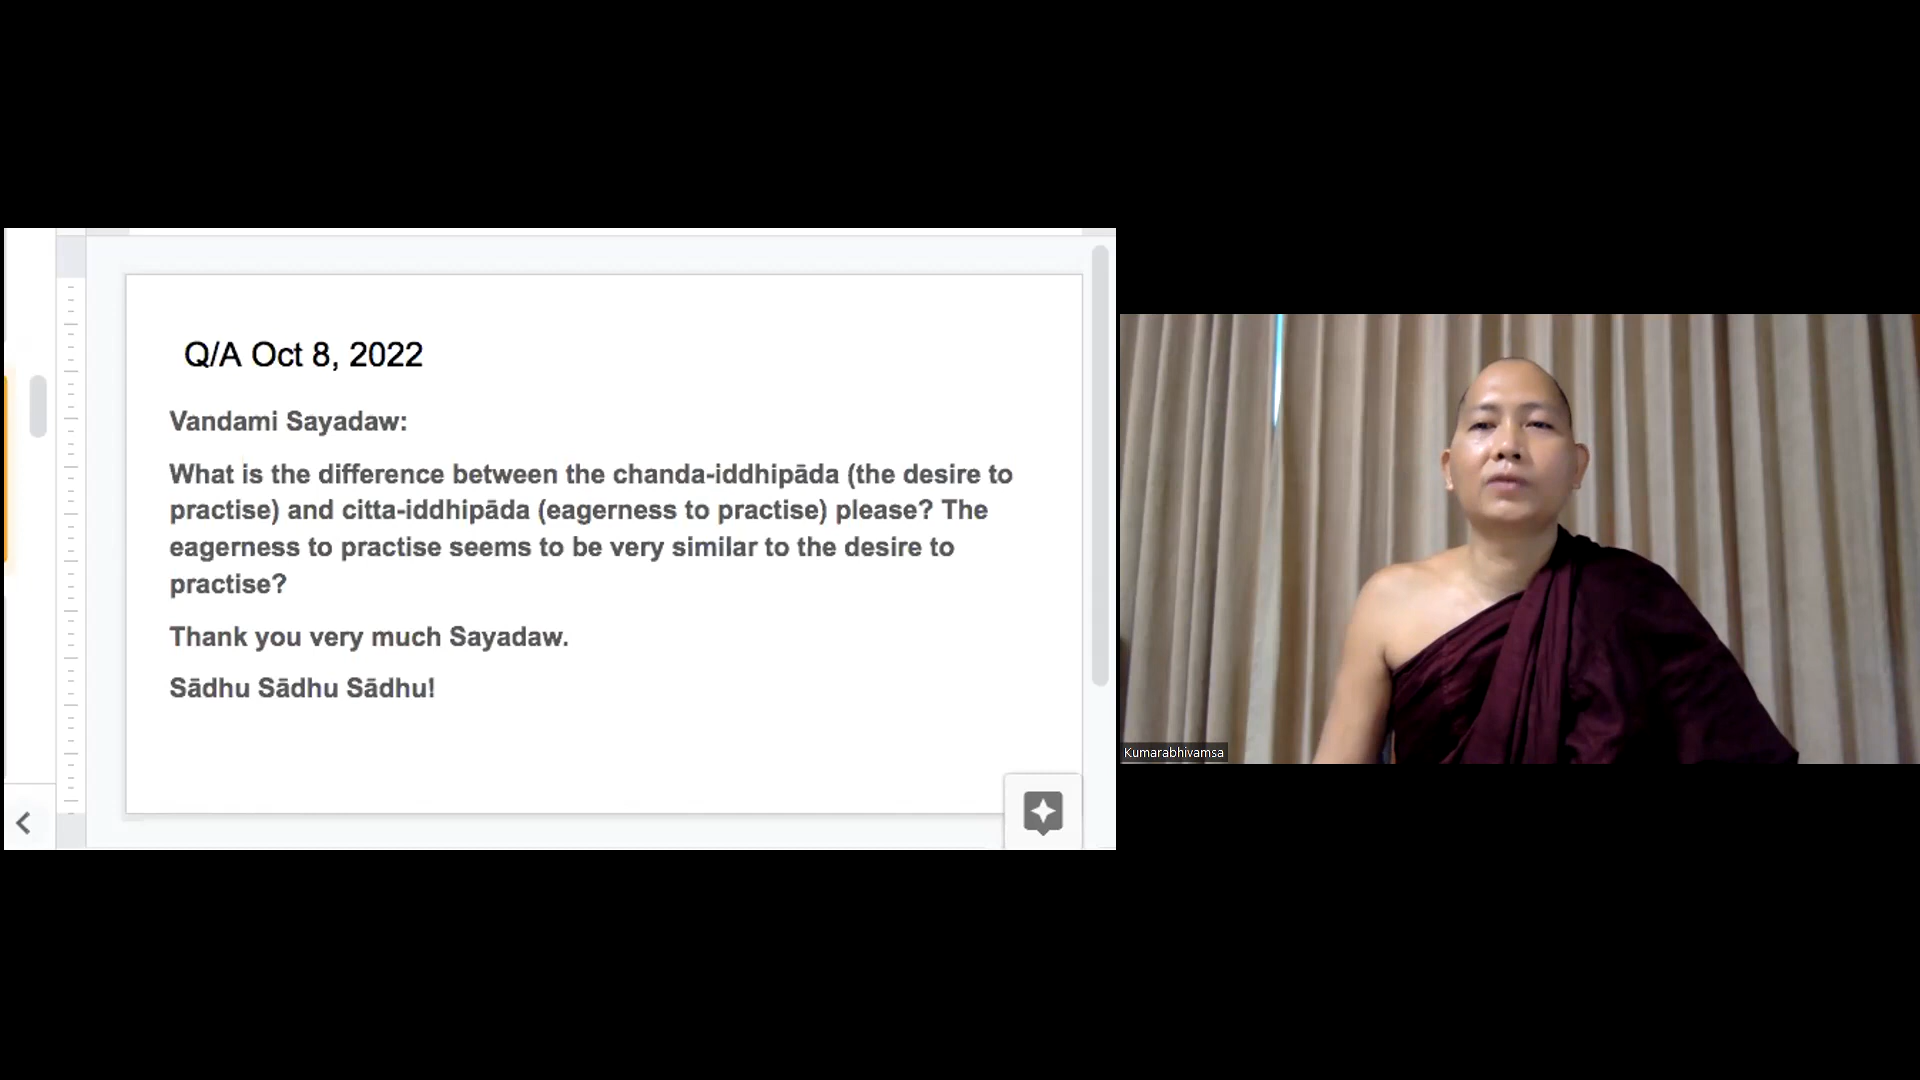 Q/A Oct 8, 2022
Vandami Sayadaw:
What is the difference between the chanda-iddhipāda (the desire to
practise) and citta-iddhipāda (eagerness to practise) please? The
eagerness to practise seems to be very similar to the desire to
practise?
Thank you very much Sayadaw.
Sādhu Sādhu Sādhu!
Kumarabhivamsa